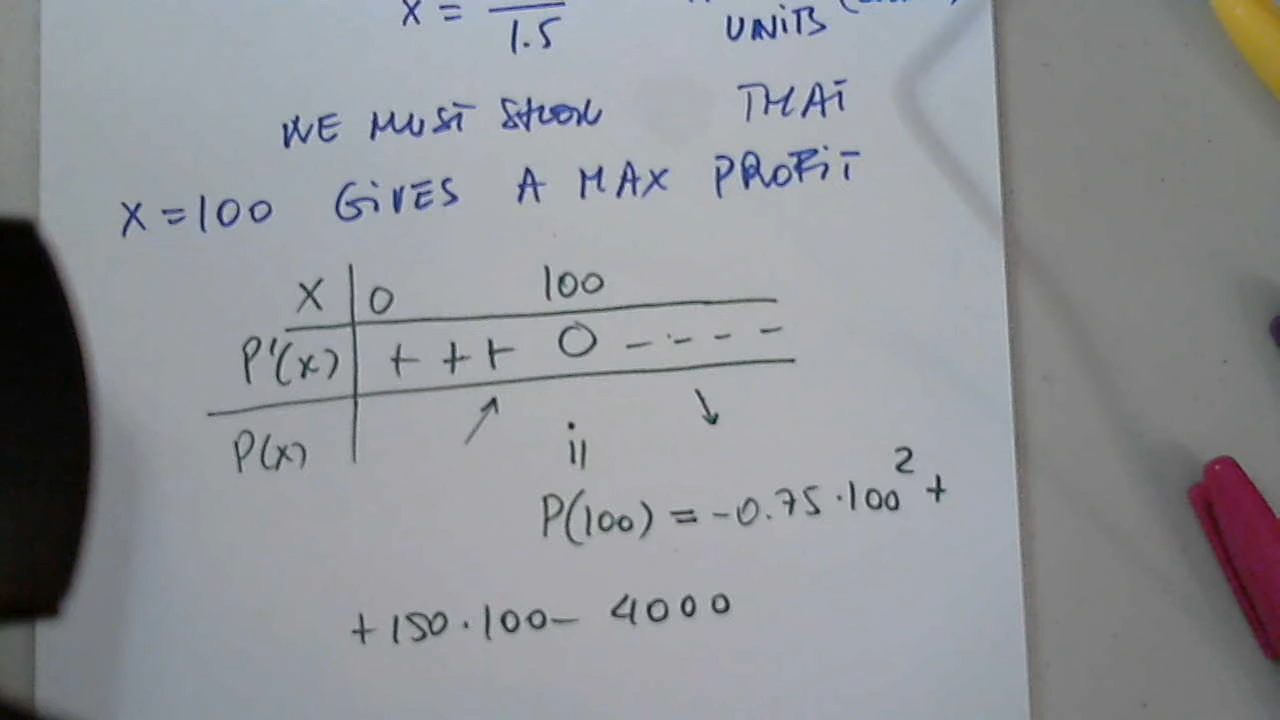 X =
1.5
UNITS
WE MUST SHOW THAT
X = 100 GIVES A MAX PROFIT
X 0 100
P'(x) + + + 0 - - - -
P(x) ↗ ↘
=
P(100) = -0.75 · 100² +
+ 150 · 100 - 4000